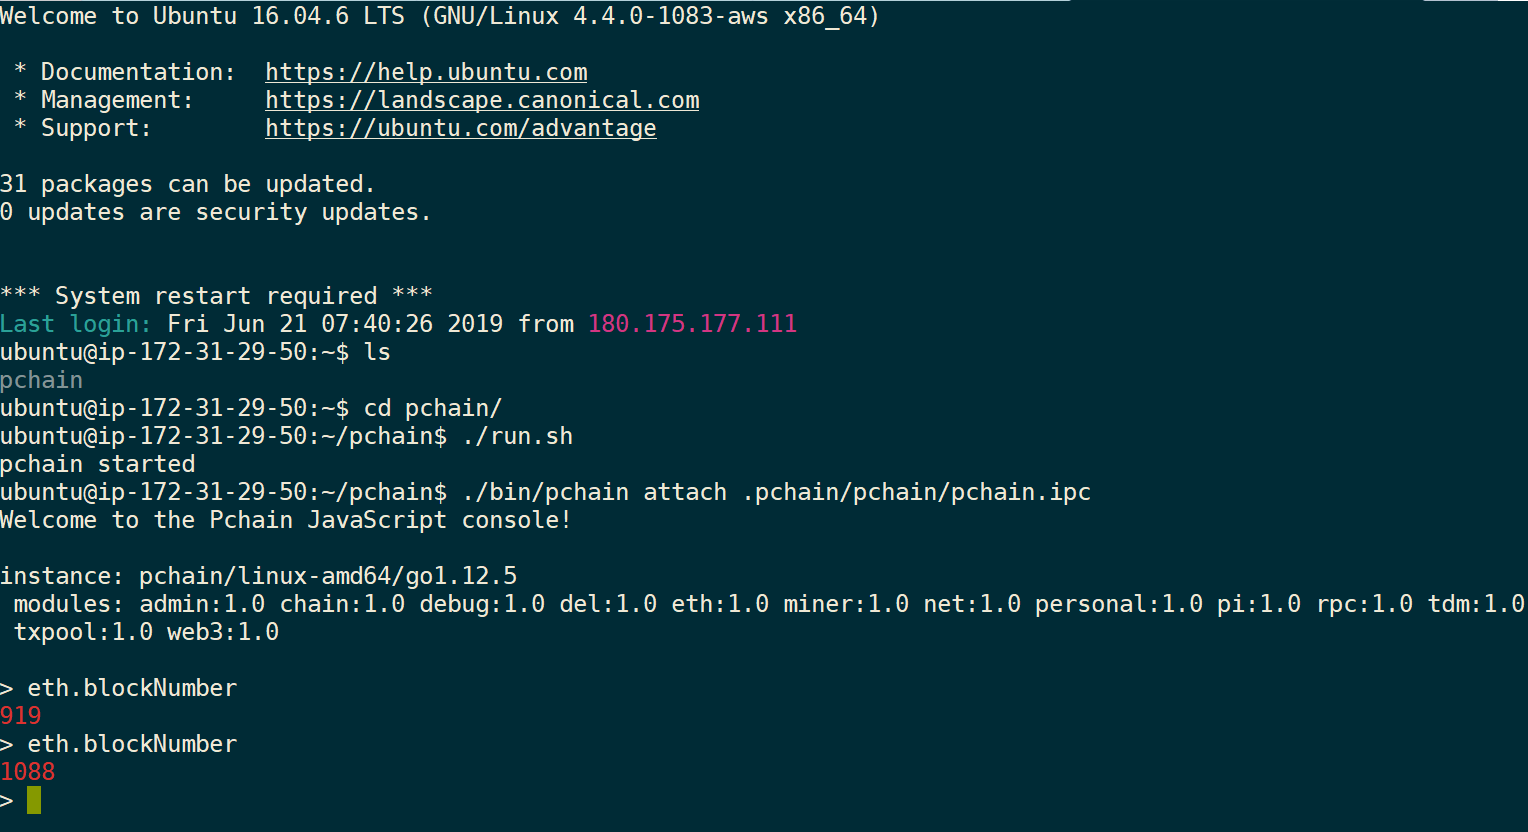 Welcome to Ubuntu 16.04.6 LTS (GNU/Linux 4.4.0-1083-aws x86_64)
* Documentation:  https://help.ubuntu.com
* Management:     https://landscape.canonical.com
* Support:        https://ubuntu.com/advantage
31 packages can be updated.
0 updates are security updates.
*** System restart required ***
Last login: Fri Jun 21 07:40:26 2019 from 180.175.177.111
ubuntu@ip-172-31-29-50:~$ ls
pchain
ubuntu@ip-172-31-29-50:~$ cd pchain/
ubuntu@ip-172-31-29-50:~/pchain$ ./run.sh
pchain started
ubuntu@ip-172-31-29-50:~/pchain$ ./bin/pchain attach .pchain/pchain/pchain.ipc
Welcome to the Pchain JavaScript console!
instance: pchain/linux-amd64/go1.12.5
modules: admin:1.0 chain:1.0 debug:1.0 del:1.0 eth:1.0 miner:1.0 net:1.0 personal:1.0 pi:1.0 rpc:1.0 tdm:1.0
txpool:1.0 web3:1.0
> eth.blockNumber
919
> eth.blockNumber
1088
>